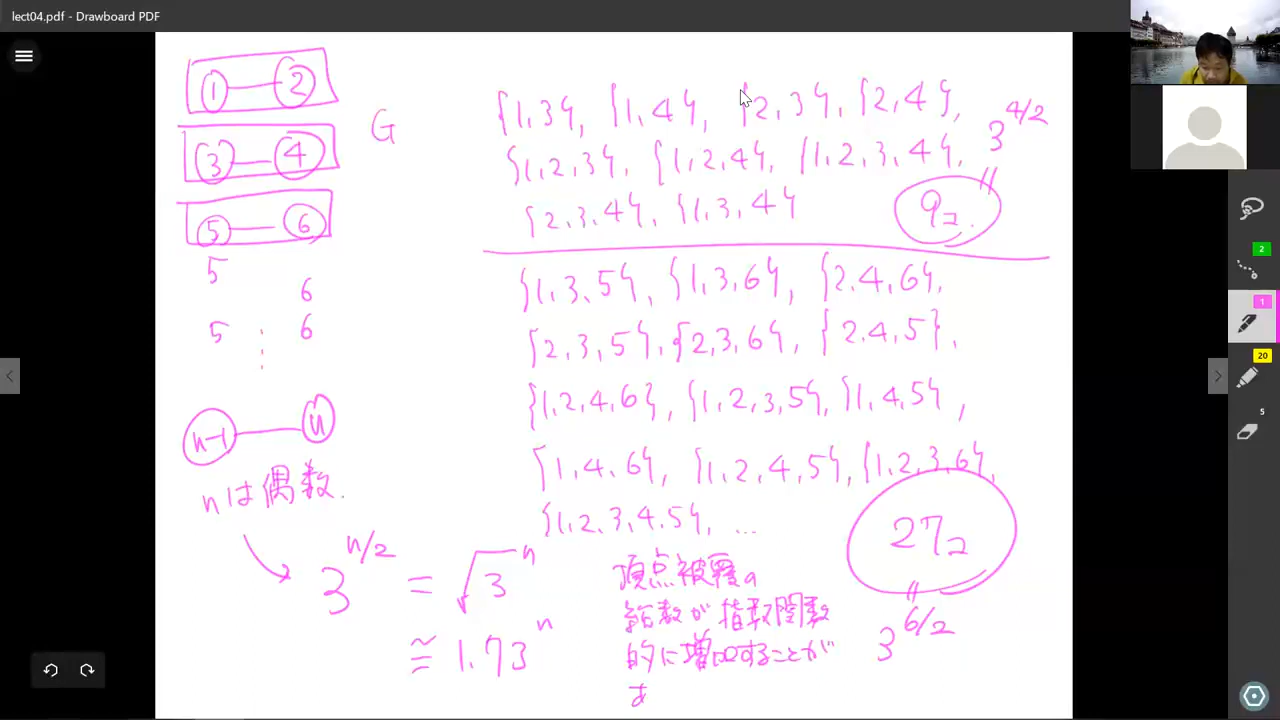 lect04.pdf - Drawboard PDF
1 2
3 4
5 6
5 6
5 6
n-1 n
nは偶数.
G
{1,3}, {1,4}, {2,3}, {2,4},
{1,2,3}, {1,2,4}, {1,2,3,4},
{2,3,4}, {1,3,4}
3^4/2
=
9コ.
{1,3,5}, {1,3,6}, {2,4,6},
{2,3,5}, {2,3,6}, {2,4,5},
{1,2,4,6}, {1,2,3,5}, {1,4,5},
{1,4,6}, {1,2,4,5}, {1,2,3,6},
{1,2,3,4,5}, ...
27コ
=
3^6/2
3^n/2 = √3^n
≅ 1.73^n
頂点被覆の
総数が指数関数
的に増加することが
あ
2
1
20
5